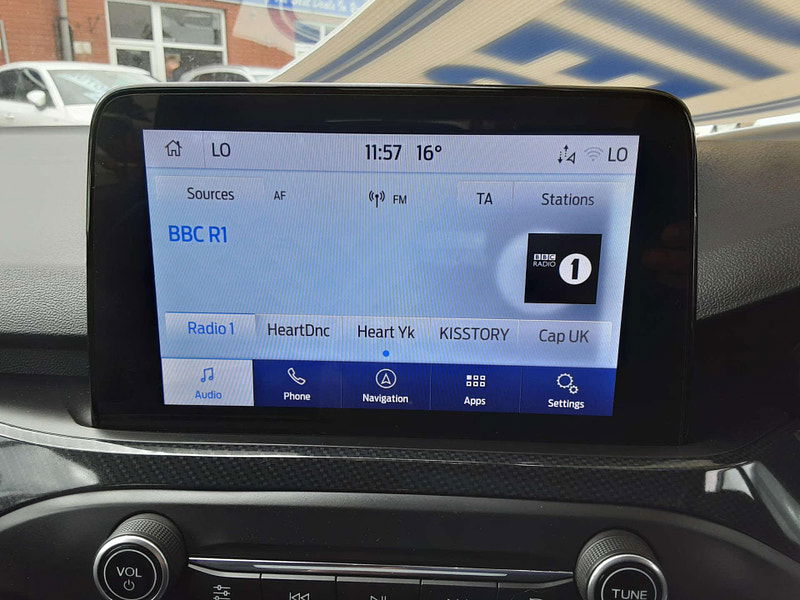 LO 11:57 16° LO
Sources AF FM TA Stations
BBC R1
BBC
RADIO 1
Radio 1 HeartDnc Heart Yk KISSTORY Cap UK
Audio Phone Navigation Apps Settings
VOL
TUNE